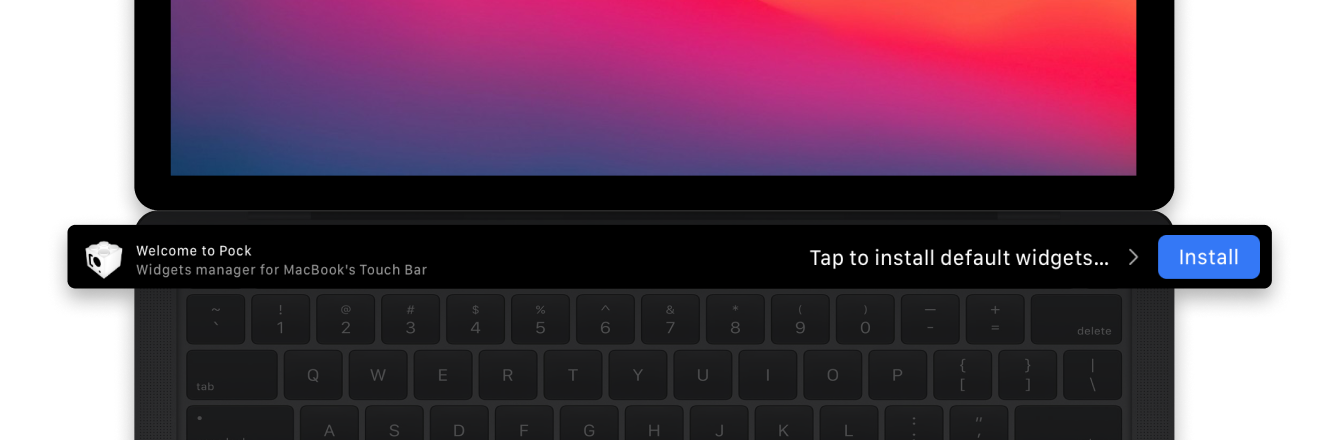 Welcome to Pock
Widgets manager for MacBook's Touch Bar
Tap to install default widgets...
Install
~ ! @ # $ % ^ & * ( ) — +
` 1 2 3 4 5 6 7 8 9 0 - = delete
{ } |
tab Q W E R T Y U I O P [ ] \
: "
A S D F G H J K L ; '